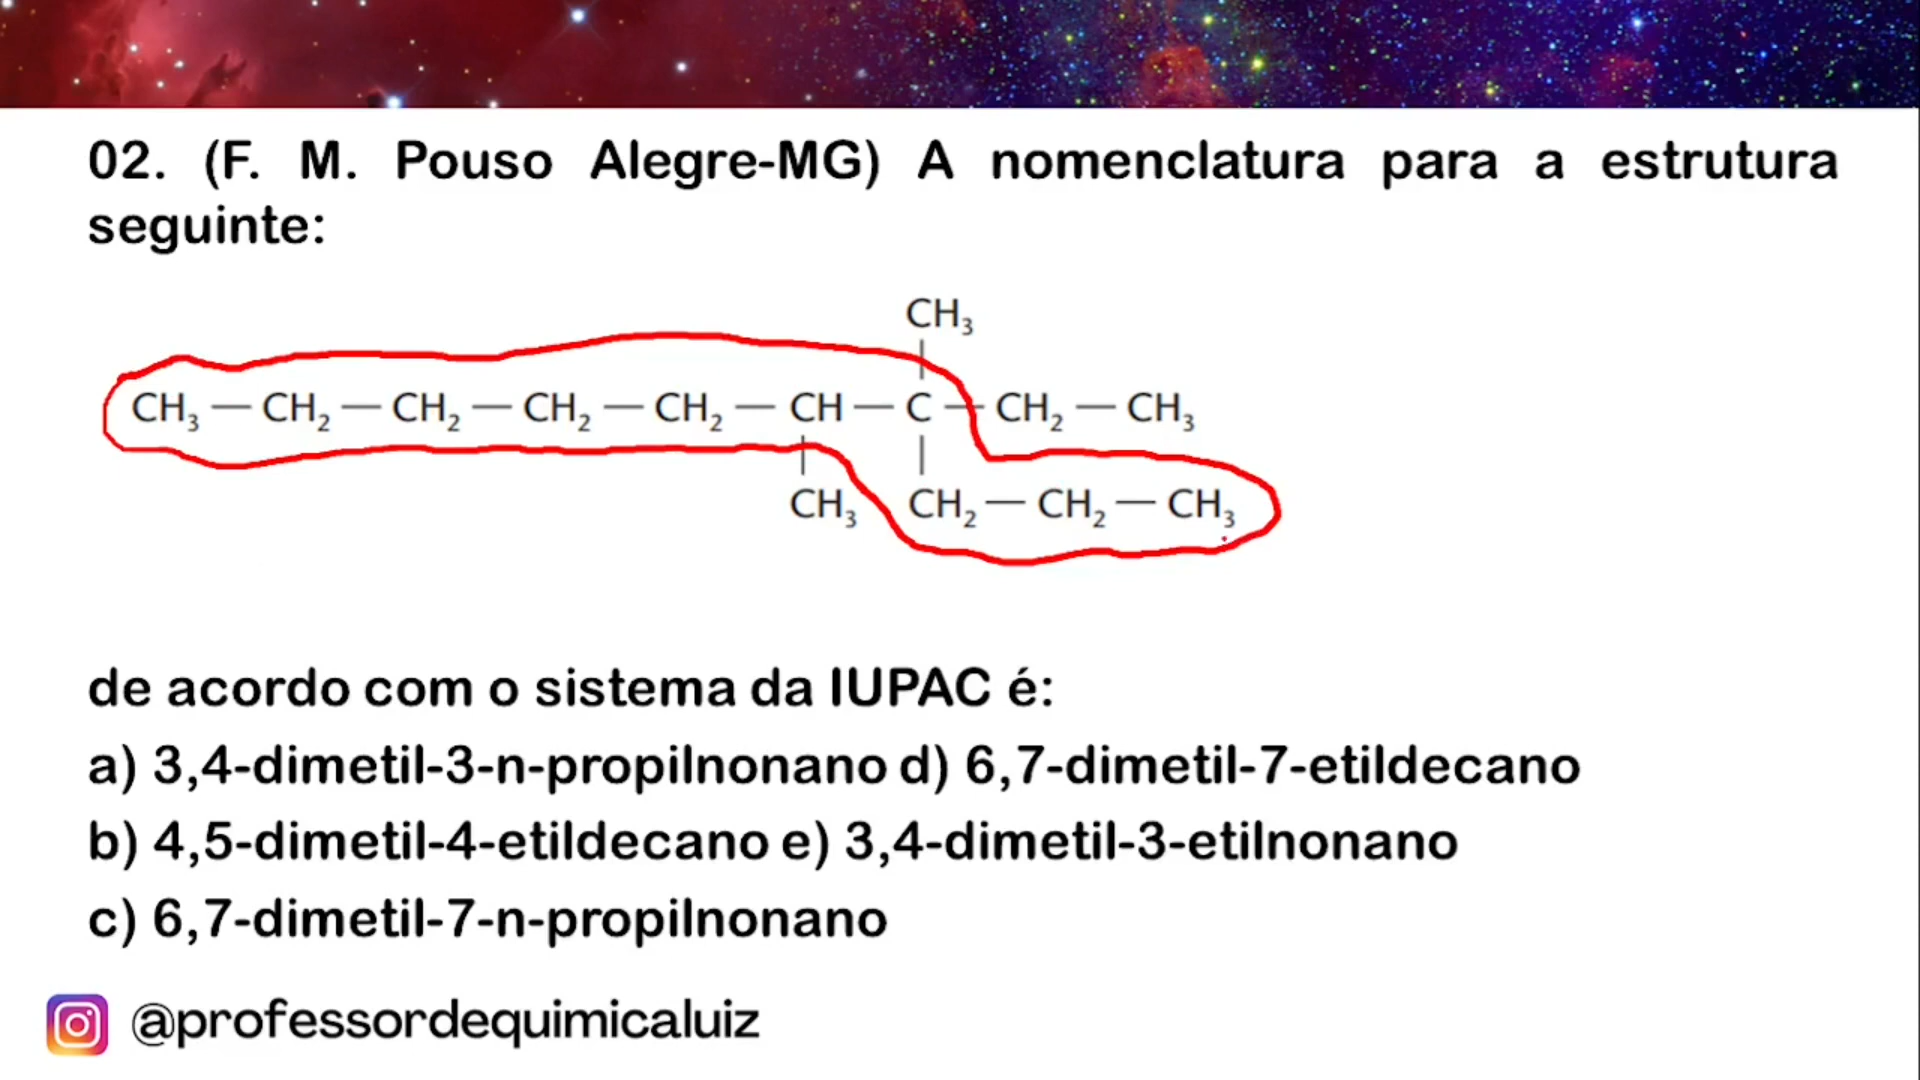 02. (F. M. Pouso Alegre-MG) A nomenclatura para a estrutura
seguinte:
CH₃
CH₃ — CH₂ — CH₂ — CH₂ — CH₂ — CH — C — CH₂ — CH₃
CH₃ CH₂ — CH₂ — CH₃
de acordo com o sistema da IUPAC é:
a) 3,4-dimetil-3-n-propilnonano d) 6,7-dimetil-7-etildecano
b) 4,5-dimetil-4-etildecano e) 3,4-dimetil-3-etilnonano
c) 6,7-dimetil-7-n-propilnonano
@professordequimicaluiz